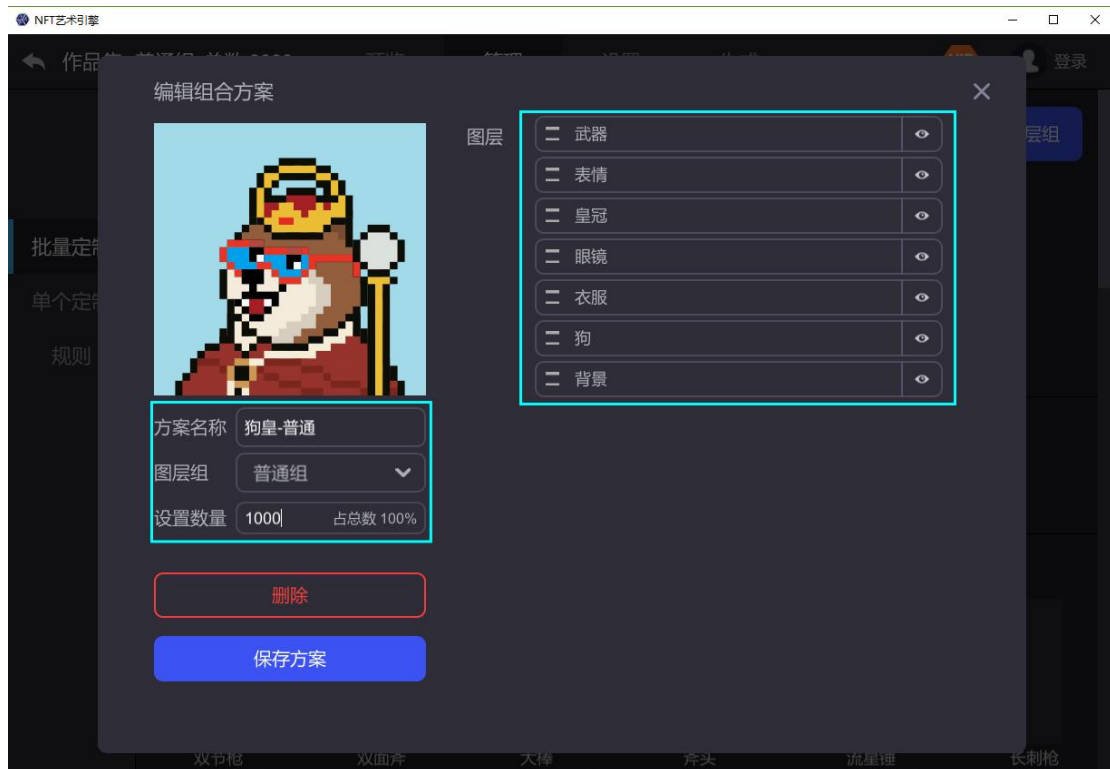 NFT艺术引擎
登录
编辑组合方案
图层
武器
表情
皇冠
眼镜
衣服
狗
背景
层组
批量定制
单个定制
规则
方案名称 狗皇-普通
图层组 普通组
设置数量 1000 占总数 100%
删除
保存方案
双节枪 双面斧 大棒 斧头 流星锤 长刺枪